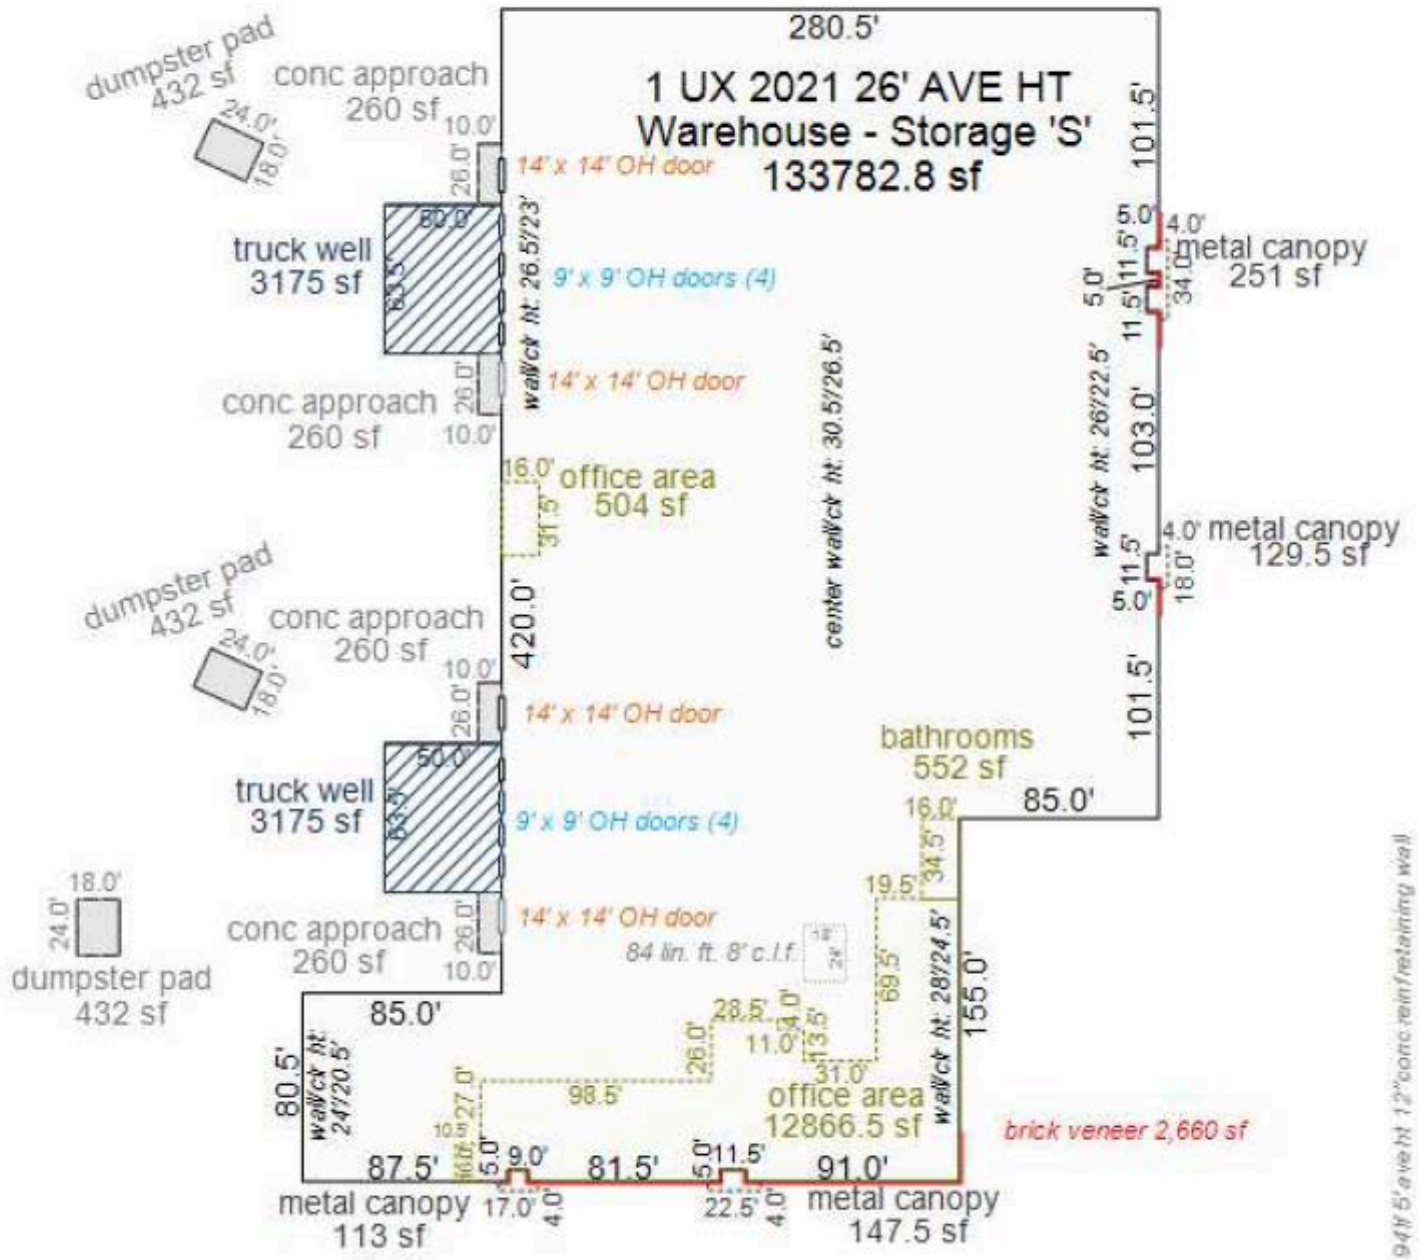 280.5'
1 UX 2021 26' AVE HT
Warehouse - Storage 'S'
133782.8 sf
101.5'
dumpster pad
432 sf
24.0'
18.0'
conc approach
260 sf
10.0'
26.0'
14' x 14' OH door
truck well
3175 sf
63.5'
wall/clr ht: 26.5'/23'
9' x 9' OH doors (4)
5.0'
4.0'
11.5'
5.0'
11.5'
34.0'
metal canopy
251 sf
14' x 14' OH door
conc approach
260 sf
26.0'
10.0'
center wall/clr ht: 30.5'/26.5'
wall/clr ht: 26'/22.5'
103.0'
16.0'
office area
504 sf
31.5'
4.0'
metal canopy
129.5 sf
11.5'
18.0'
5.0'
420.0'
dumpster pad
432 sf
24.0'
18.0'
conc approach
260 sf
10.0'
26.0'
14' x 14' OH door
101.5'
truck well
3175 sf
50.0'
63.5'
9' x 9' OH doors (4)
bathrooms
552 sf
16.0'
34.5'
85.0'
18.0'
24.0'
dumpster pad
432 sf
conc approach
260 sf
26.0'
10.0'
14' x 14' OH door
84 lin. ft. 8' c.l.f.
18'
24'
19.5'
69.5'
wall/clr ht: 28'/24.5'
155.0'
85.0'
80.5'
wall/clr ht:
24'/20.5'
28.5'
4.0'
11.0'
13.5'
31.0'
26.0'
98.5'
27.0'
office area
12866.5 sf
brick veneer 2,660 sf
87.5'
5.0'
9.0'
81.5'
5.0'
11.5'
91.0'
metal canopy
113 sf
17.0'
4.0'
22.5'
4.0'
metal canopy
147.5 sf
5' ave ht 12" conc reinf retaining wall